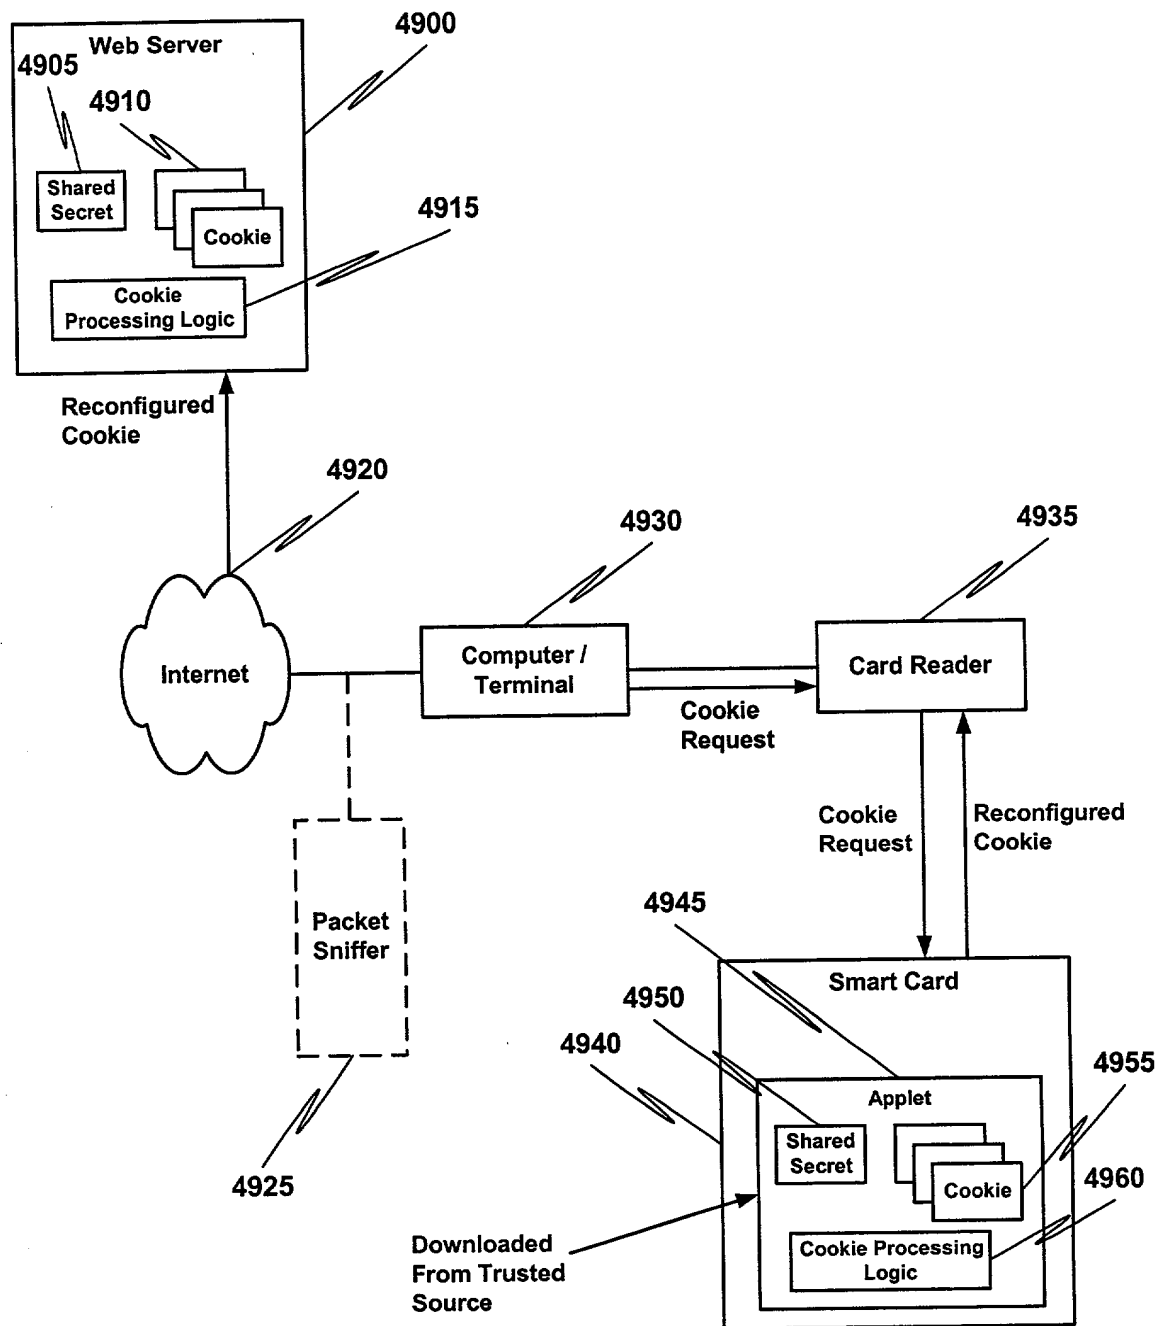 4900
Web Server
4905
4910
Shared
Secret
Cookie
4915
Cookie
Processing Logic
Reconfigured
Cookie
4920
4930
4935
Internet
Computer /
Terminal
Card Reader
Cookie
Request
Cookie
Request
Reconfigured
Cookie
Packet
Sniffer
4925
4945
4950
4940
Smart Card
4955
Applet
Shared
Secret
Cookie
4960
Cookie Processing
Logic
Downloaded
From Trusted
Source